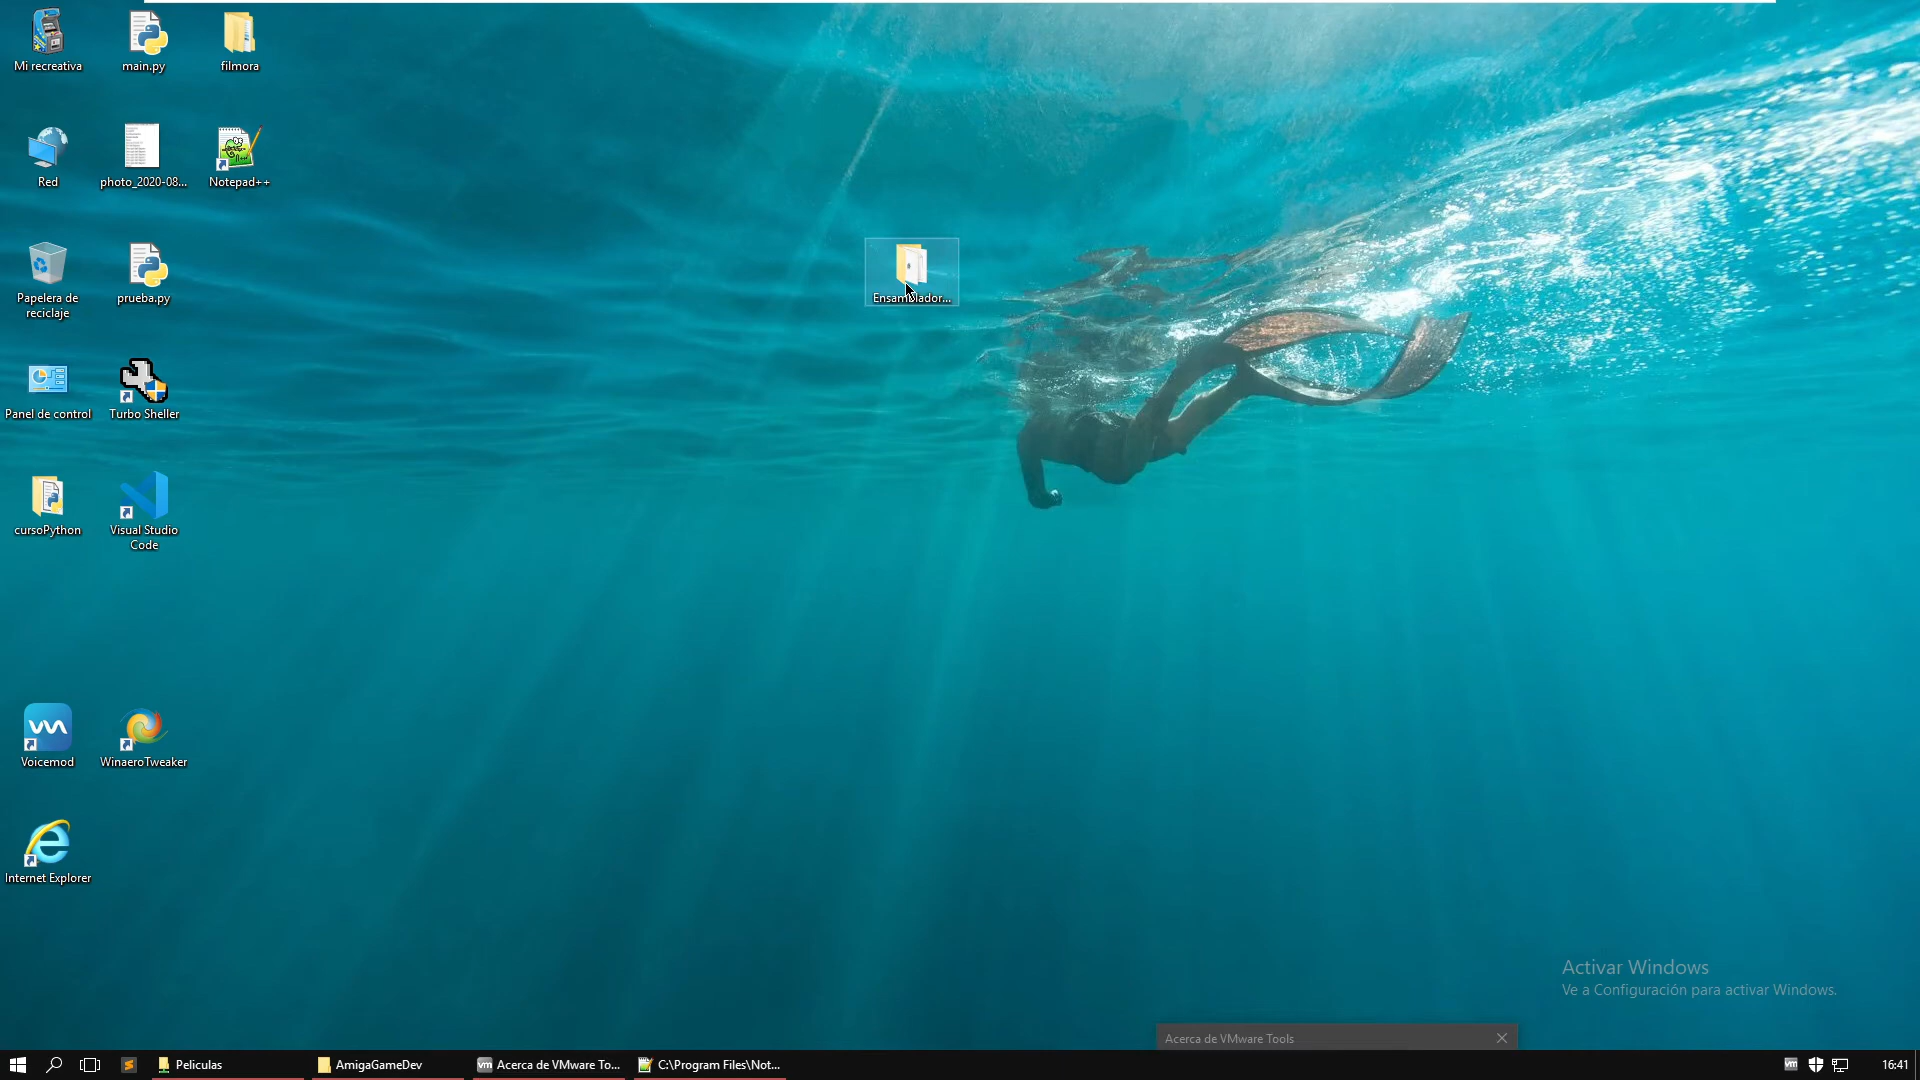 Mi recreativa
main.py
filmora
Red
photo_2020-08...
Notepad++
Papelera de
reciclaje
prueba.py
Ensamblador...
Panel de control
Turbo Sheller
cursoPython
Visual Studio
Code
Voicemod
WinaeroTweaker
Internet Explorer
Activar Windows
Ve a Configuración para activar Windows.
Acerca de VMware Tools
Peliculas
AmigaGameDev
Acerca de VMware To...
C:\Program Files\Not...
16:41